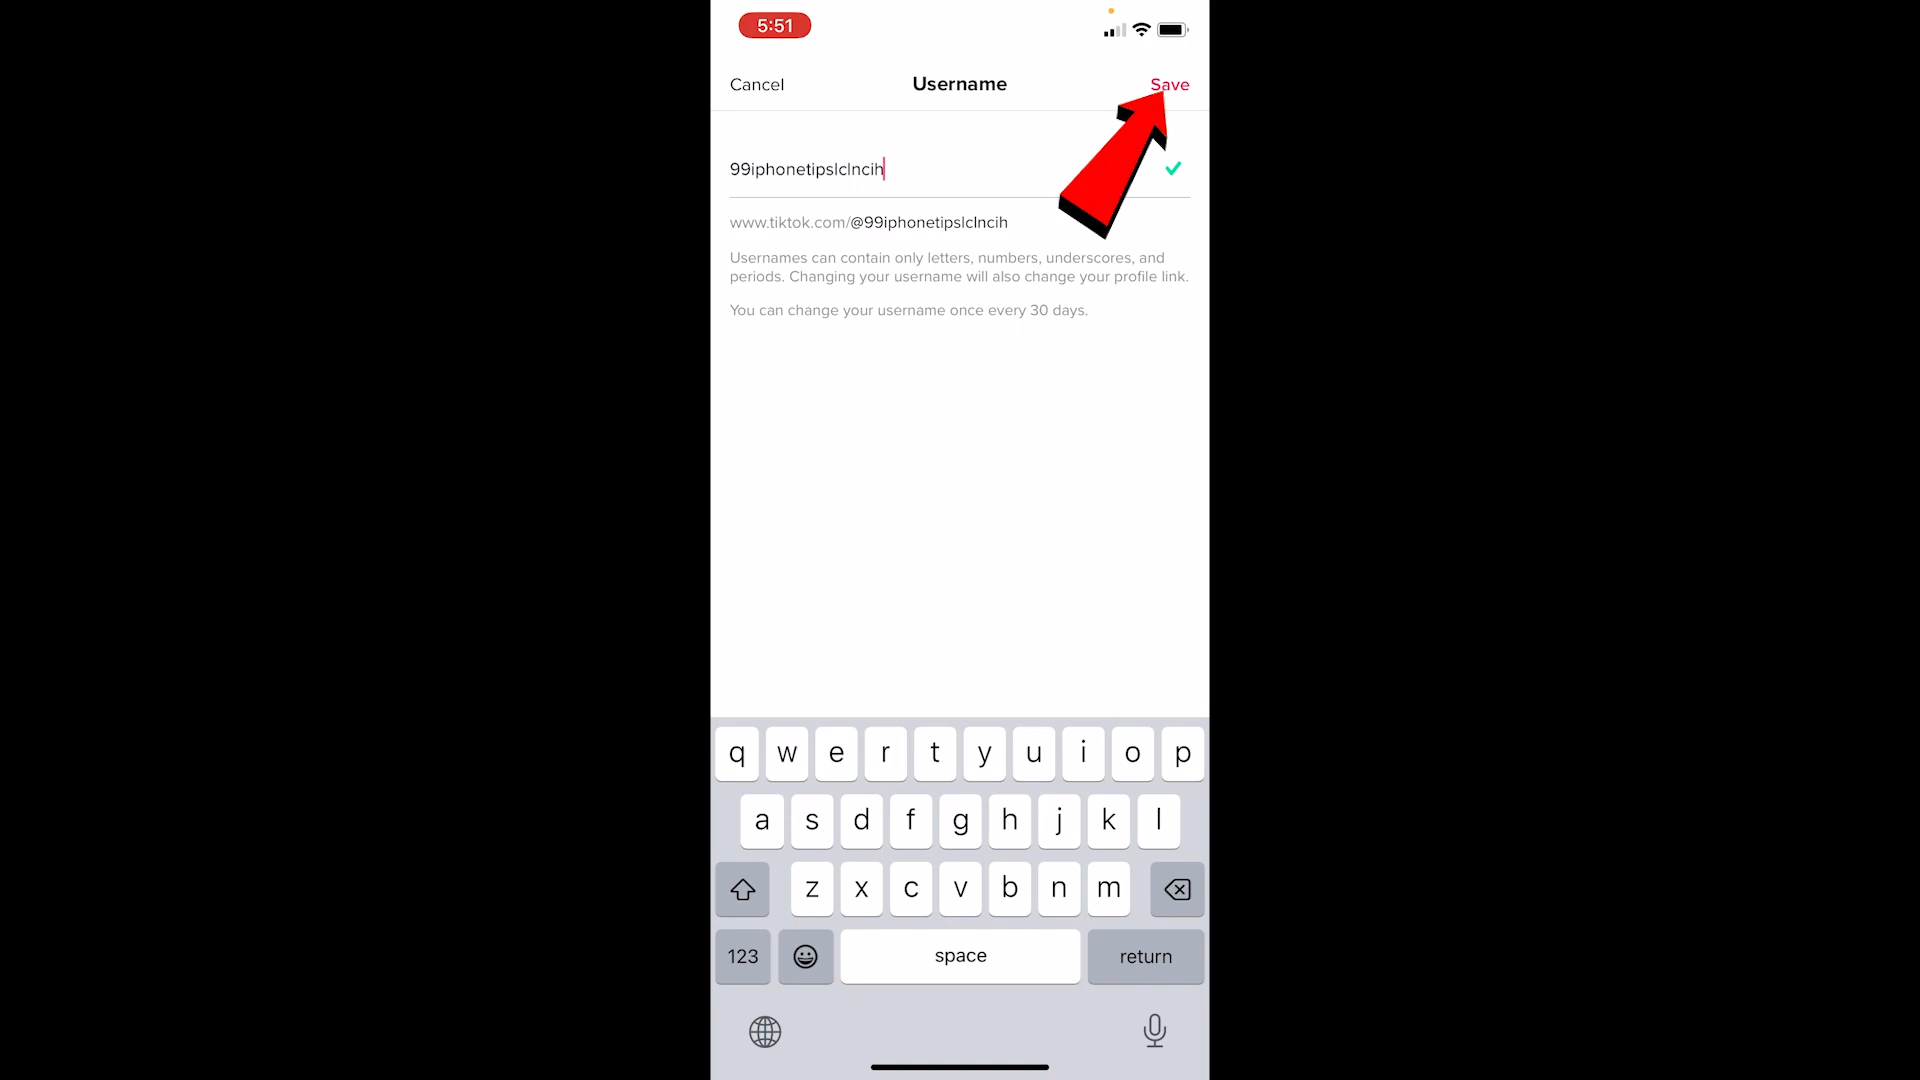 5:51
Cancel
Username
Save
99iphonetipslclncih
www.tiktok.com/@99iphonetipslclncih
Usernames can contain only letters, numbers, underscores, and
periods. Changing your username will also change your profile link.
You can change your username once every 30 days.
q w e r t y u i o p
a s d f g h j k l
z x c v b n m
123 space return